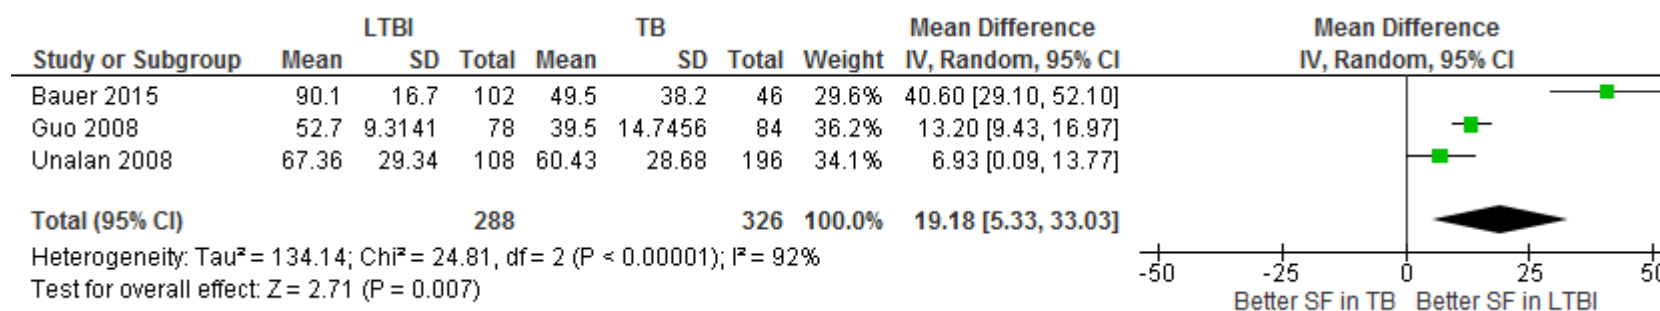 LTBI TB Mean Difference Mean Difference
Study or Subgroup Mean SD Total Mean SD Total Weight IV, Random, 95% CI IV, Random, 95% CI
Bauer 2015 90.1 16.7 102 49.5 38.2 46 29.6% 40.60 [29.10, 52.10]
Guo 2008 52.7 9.3141 78 39.5 14.7456 84 36.2% 13.20 [9.43, 16.97]
Unalan 2008 67.36 29.34 108 60.43 28.68 196 34.1% 6.93 [0.09, 13.77]
Total (95% CI) 288 326 100.0% 19.18 [5.33, 33.03]
Heterogeneity: Tau² = 134.14; Chi² = 24.81, df = 2 (P < 0.00001); I² = 92%
Test for overall effect: Z = 2.71 (P = 0.007)
-50 -25 0 25 50
Better SF in TB Better SF in LTBI